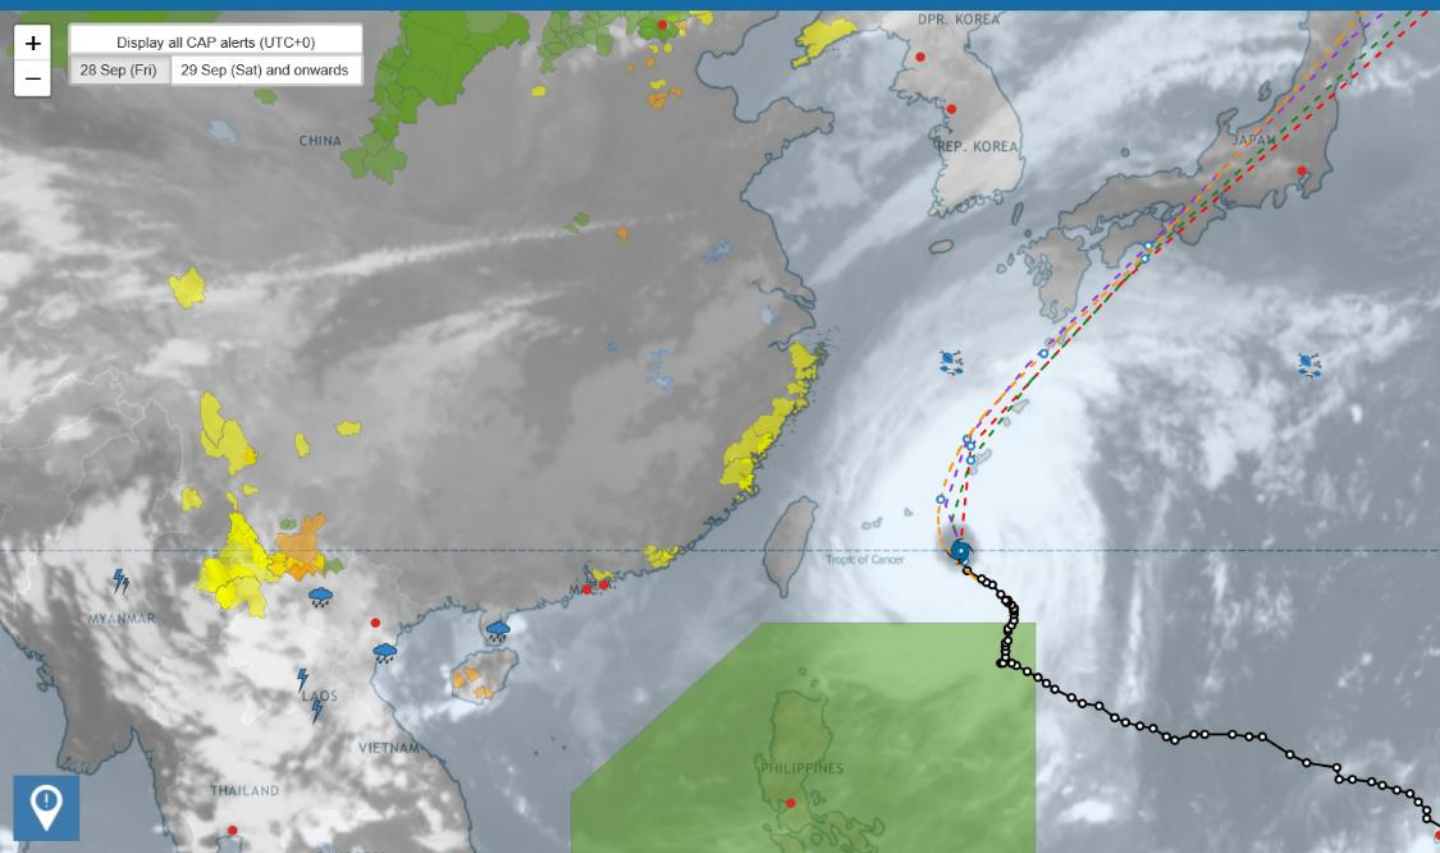 DPR. KOREA
+
Display all CAP alerts (UTC+0)
28 Sep (Fri)
29 Sep (Sat) and onwards
−
CHINA
JAPAN
REP. KOREA
Tropic of Cancer
MYANMAR
LAOS
VIETNAM
PHILIPPINES
THAILAND